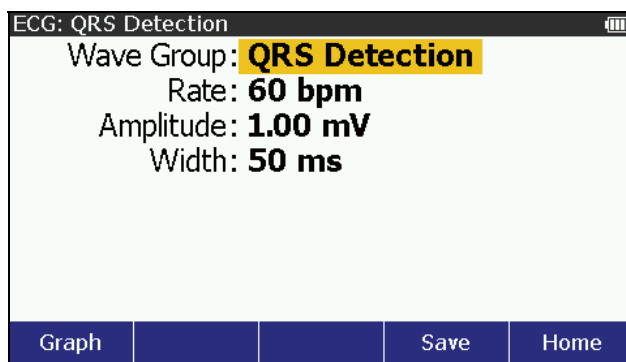 ECG: QRS Detection
Wave Group: QRS Detection
Rate: 60 bpm
Amplitude: 1.00 mV
Width: 50 ms
Graph Save Home